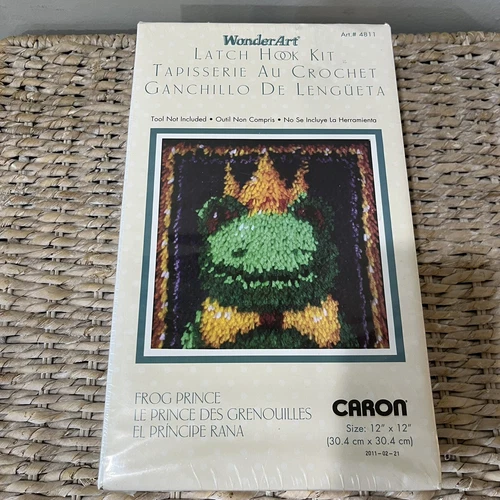 WonderArt
Art.# 4811
LATCH HOOK KIT
TAPISSERIE AU CROCHET
GANCHILLO DE LENGÜETA
Tool Not Included • Outil Non Compris • No Se Incluye La Herramienta
FROG PRINCE
LE PRINCE DES GRENOUILLES
EL PRÍNCIPE RANA
CARON
Size: 12" x 12"
(30.4 cm x 30.4 cm)
2011-02-21